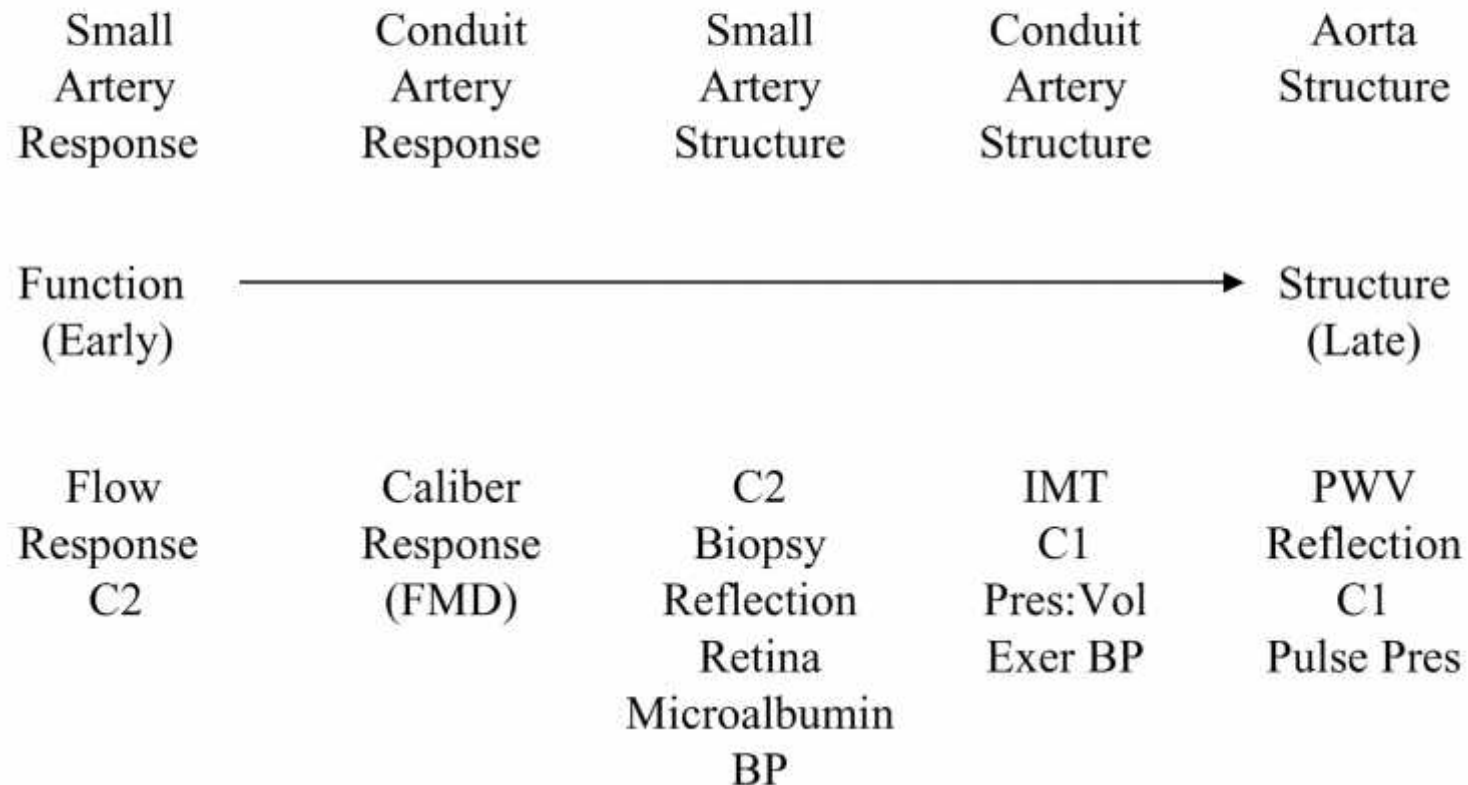 Small Conduit Small Conduit Aorta
Artery Artery Artery Artery Structure
Response Response Structure Structure
Function Structure
(Early) (Late)
Flow Caliber C2 IMT PWV
Response Response Biopsy C1 Reflection
C2 (FMD) Reflection Pres:Vol C1
Retina Exer BP Pulse Pres
Microalbumin
BP